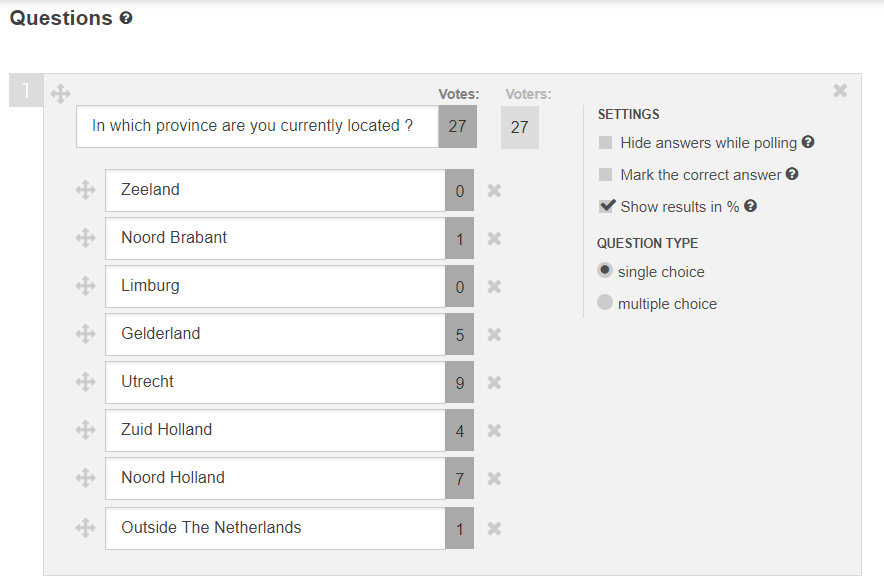 Questions ?
1
Votes: Voters:
In which province are you currently located ? 27 27
Zeeland 0
Noord Brabant 1
Limburg 0
Gelderland 5
Utrecht 9
Zuid Holland 4
Noord Holland 7
Outside The Netherlands 1
SETTINGS
Hide answers while polling ?
Mark the correct answer ?
Show results in % ?
QUESTION TYPE
single choice
multiple choice